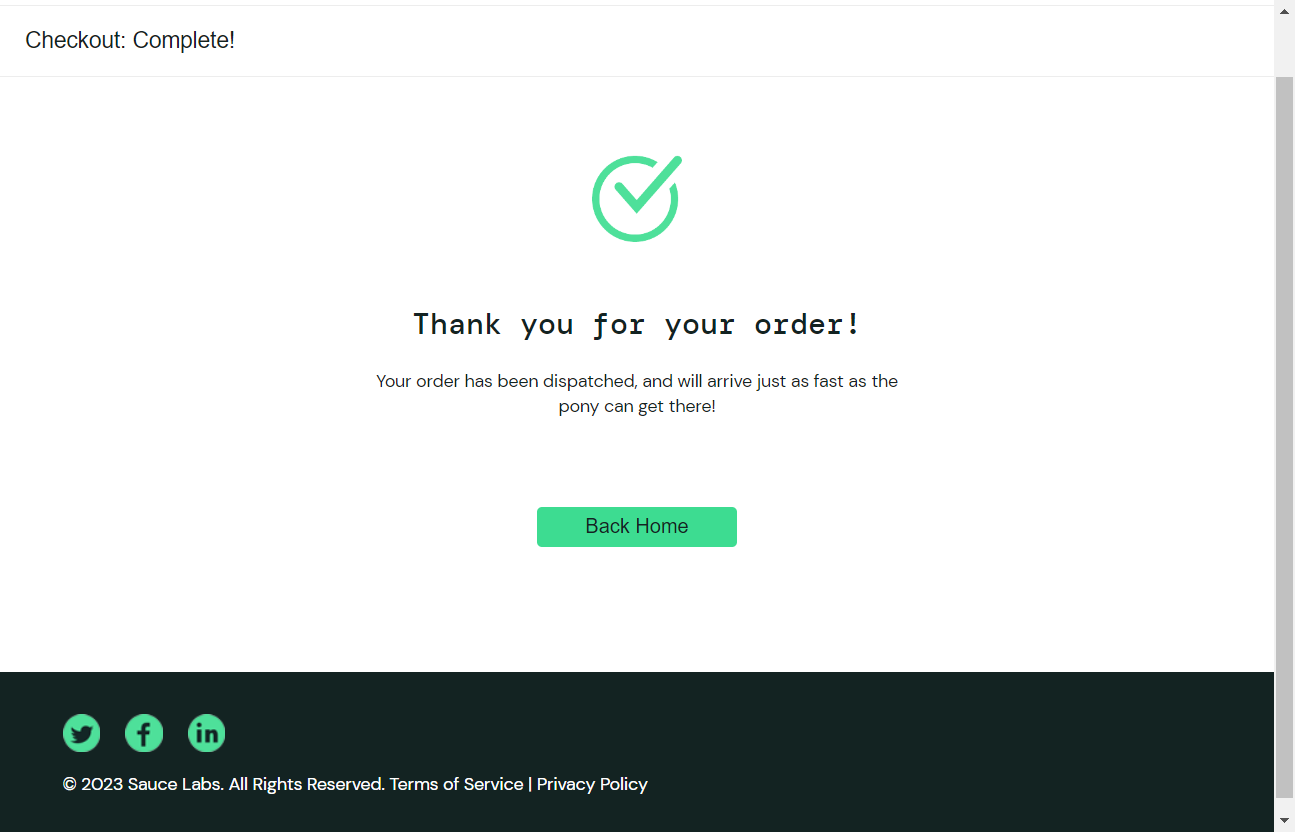 Checkout: Complete!
Thank you for your order!
Your order has been dispatched, and will arrive just as fast as the
pony can get there!
Back Home
© 2023 Sauce Labs. All Rights Reserved. Terms of Service | Privacy Policy